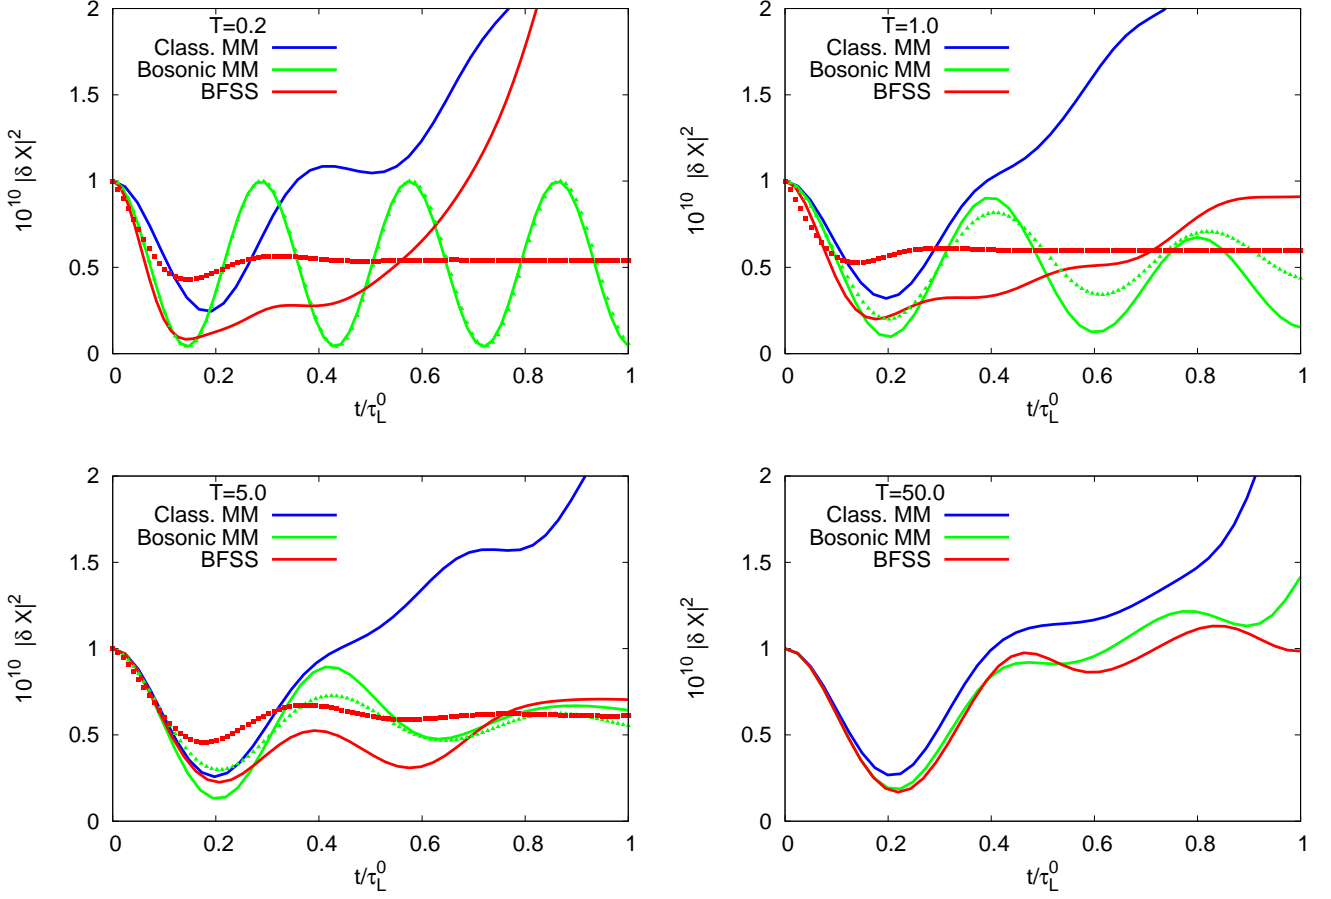 T=0.2
Class. MM
Bosonic MM
BFSS
2
1.5
1
0.5
0
10^10 |δ X|^2
0 0.2 0.4 0.6 0.8 1
t/τ_L^0
T=1.0
Class. MM
Bosonic MM
BFSS
2
1.5
1
0.5
0
10^10 |δ X|^2
0 0.2 0.4 0.6 0.8 1
t/τ_L^0
T=5.0
Class. MM
Bosonic MM
BFSS
2
1.5
1
0.5
0
10^10 |δ X|^2
0 0.2 0.4 0.6 0.8 1
t/τ_L^0
T=50.0
Class. MM
Bosonic MM
BFSS
2
1.5
1
0.5
0
10^10 |δ X|^2
0 0.2 0.4 0.6 0.8 1
t/τ_L^0